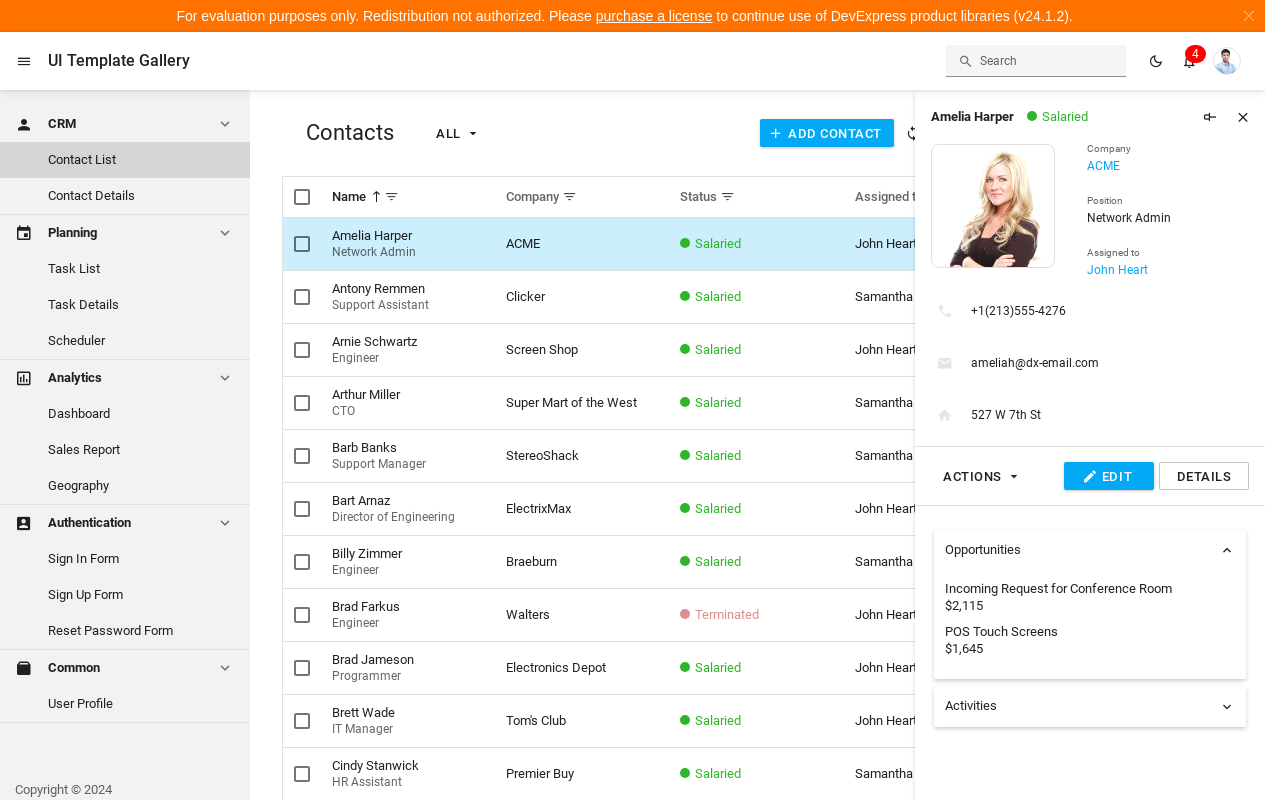 For evaluation purposes only. Redistribution not authorized. Please purchase a license to continue use of DevExpress product libraries (v24.1.2).
UI Template Gallery
Search
4
CRM
Contact List
Contact Details
Planning
Task List
Task Details
Scheduler
Analytics
Dashboard
Sales Report
Geography
Authentication
Sign In Form
Sign Up Form
Reset Password Form
Common
User Profile
Copyright © 2024
Contacts
ALL
ADD CONTACT
Name
Company
Status
Assigned
Amelia Harper
Network Admin
ACME
Salaried
John Heart
Antony Remmen
Support Assistant
Clicker
Salaried
Samantha
Arnie Schwartz
Engineer
Screen Shop
Salaried
John Heart
Arthur Miller
CTO
Super Mart of the West
Salaried
Samantha
Barb Banks
Support Manager
StereoShack
Salaried
Samantha
Bart Arnaz
Director of Engineering
ElectrixMax
Salaried
John Heart
Billy Zimmer
Engineer
Braeburn
Salaried
Samantha
Brad Farkus
Engineer
Walters
Terminated
John Heart
Brad Jameson
Programmer
Electronics Depot
Salaried
John Heart
Brett Wade
IT Manager
Tom's Club
Salaried
John Heart
Cindy Stanwick
HR Assistant
Premier Buy
Salaried
Samantha
Amelia Harper
Salaried
Company
ACME
Position
Network Admin
Assigned to
John Heart
+1(213)555-4276
ameliah@dx-email.com
527 W 7th St
ACTIONS
EDIT
DETAILS
Opportunities
Incoming Request for Conference Room
$2,115
POS Touch Screens
$1,645
Activities